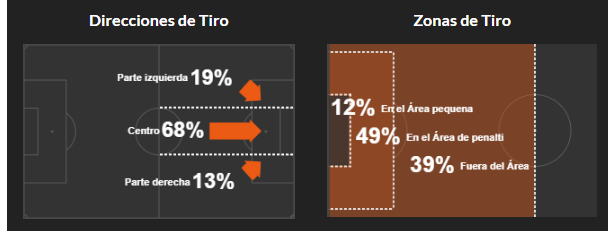 Direcciones de Tiro
Parte izquierda 19%
Centro 68%
Parte derecha 13%
Zonas de Tiro
12% En el Área pequena
49% En el Área de penalti
39% Fuera del Área